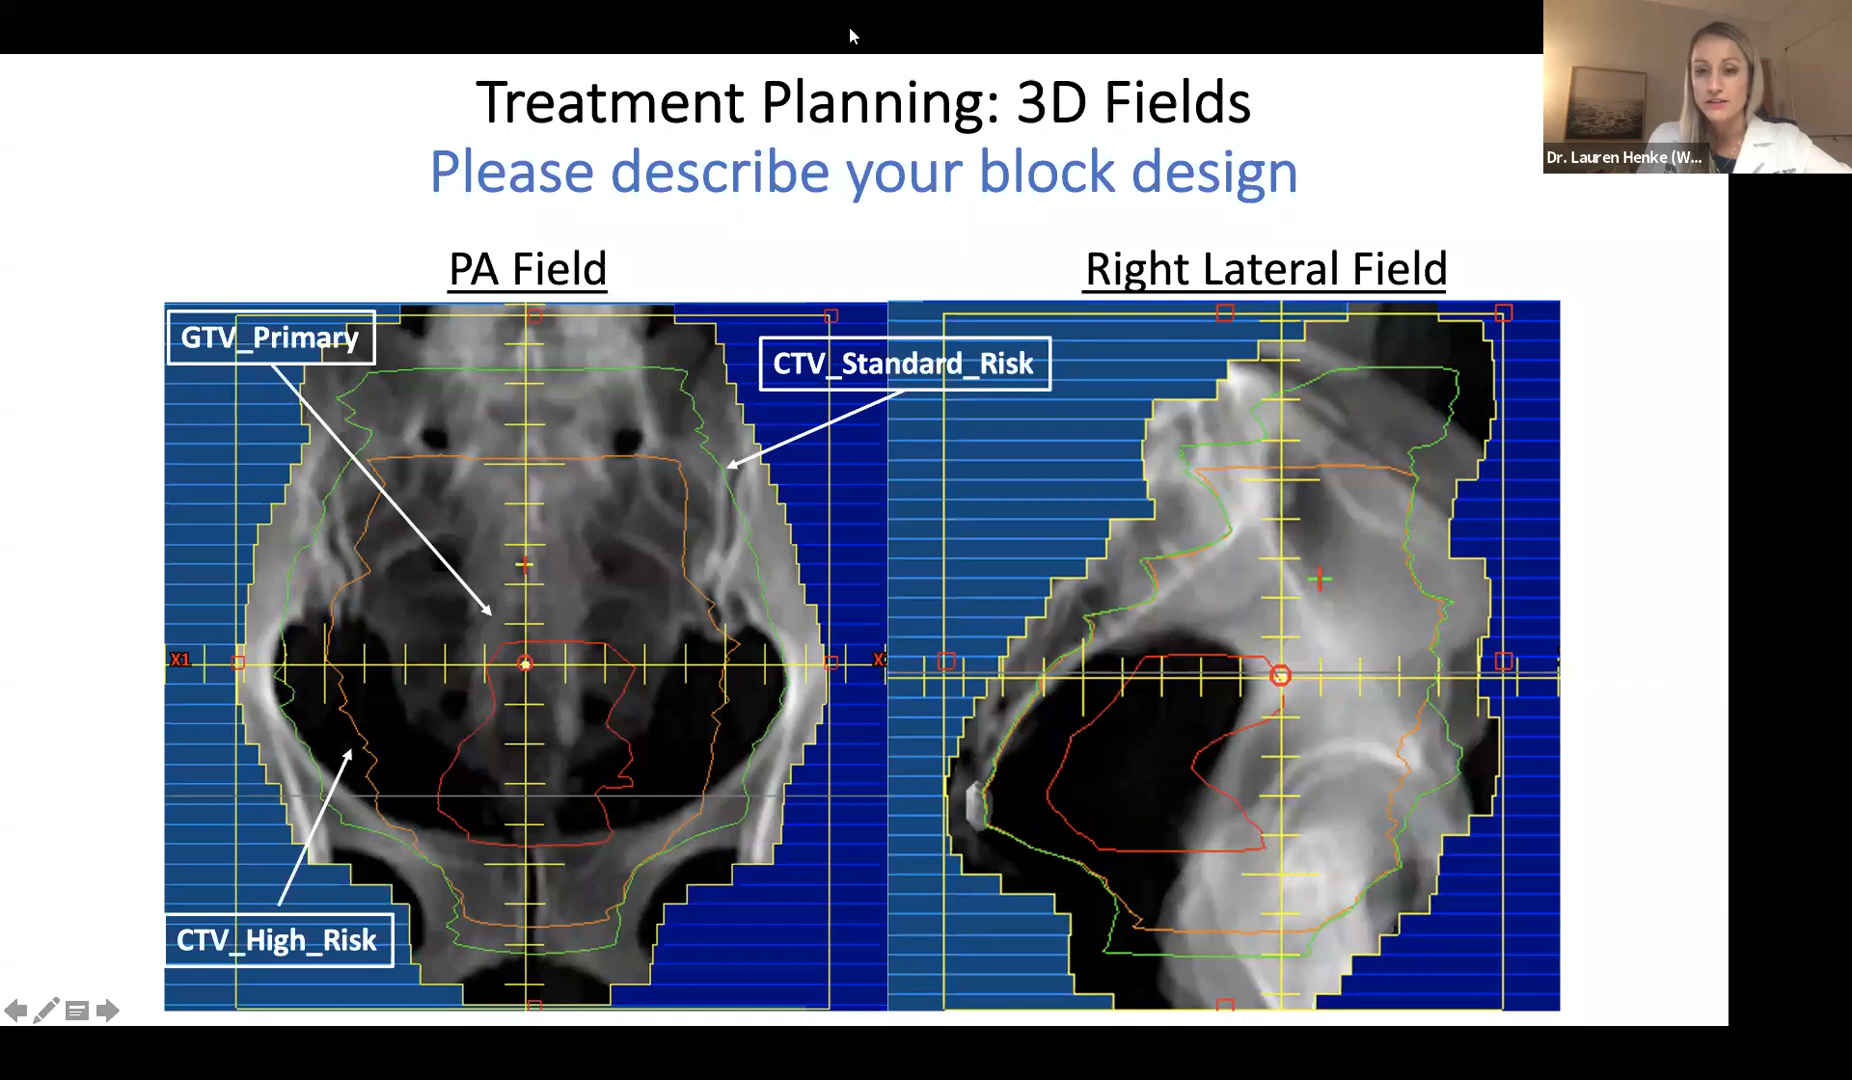 Treatment Planning: 3D Fields
Please describe your block design
Dr. Lauren Henke (W...
PA Field
Right Lateral Field
GTV_Primary
CTV_Standard_Risk
X1
X
CTV_High_Risk